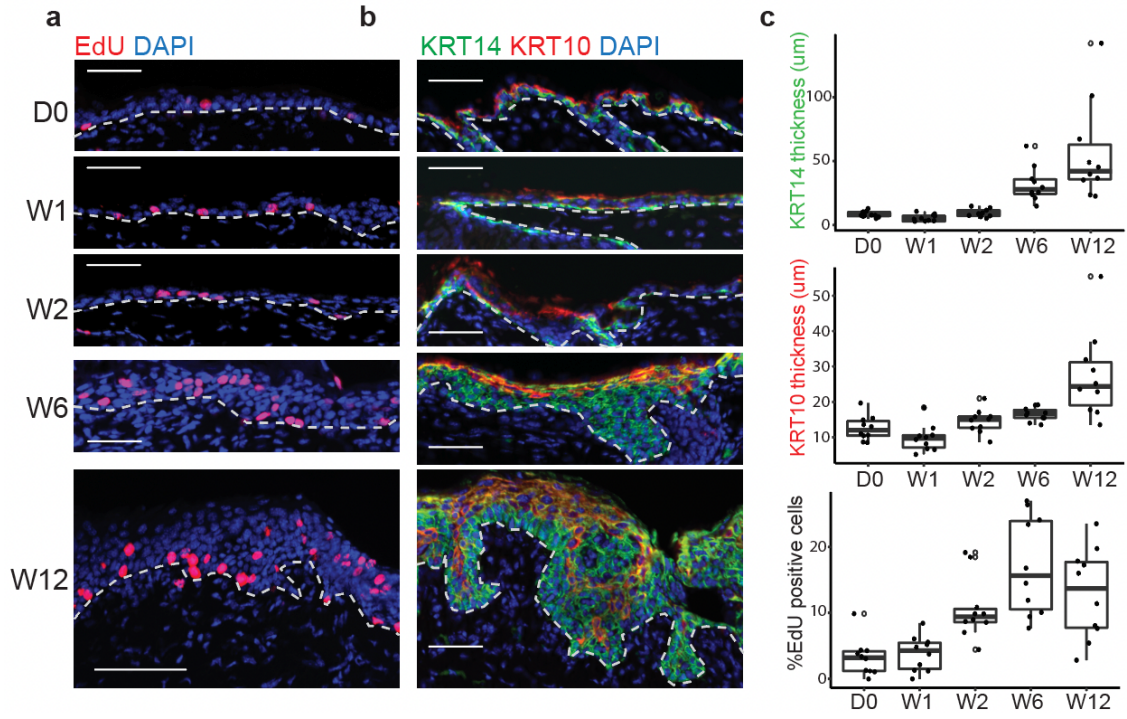 a
EdU DAPI
D0
W1
W2
W6
W12
b
KRT14 KRT10 DAPI
c
KRT14 thickness (um)
100
50
0
D0 W1 W2 W6 W12
KRT10 thickness (um)
50
40
30
20
10
D0 W1 W2 W6 W12
%EdU positive cells
20
10
0
D0 W1 W2 W6 W12